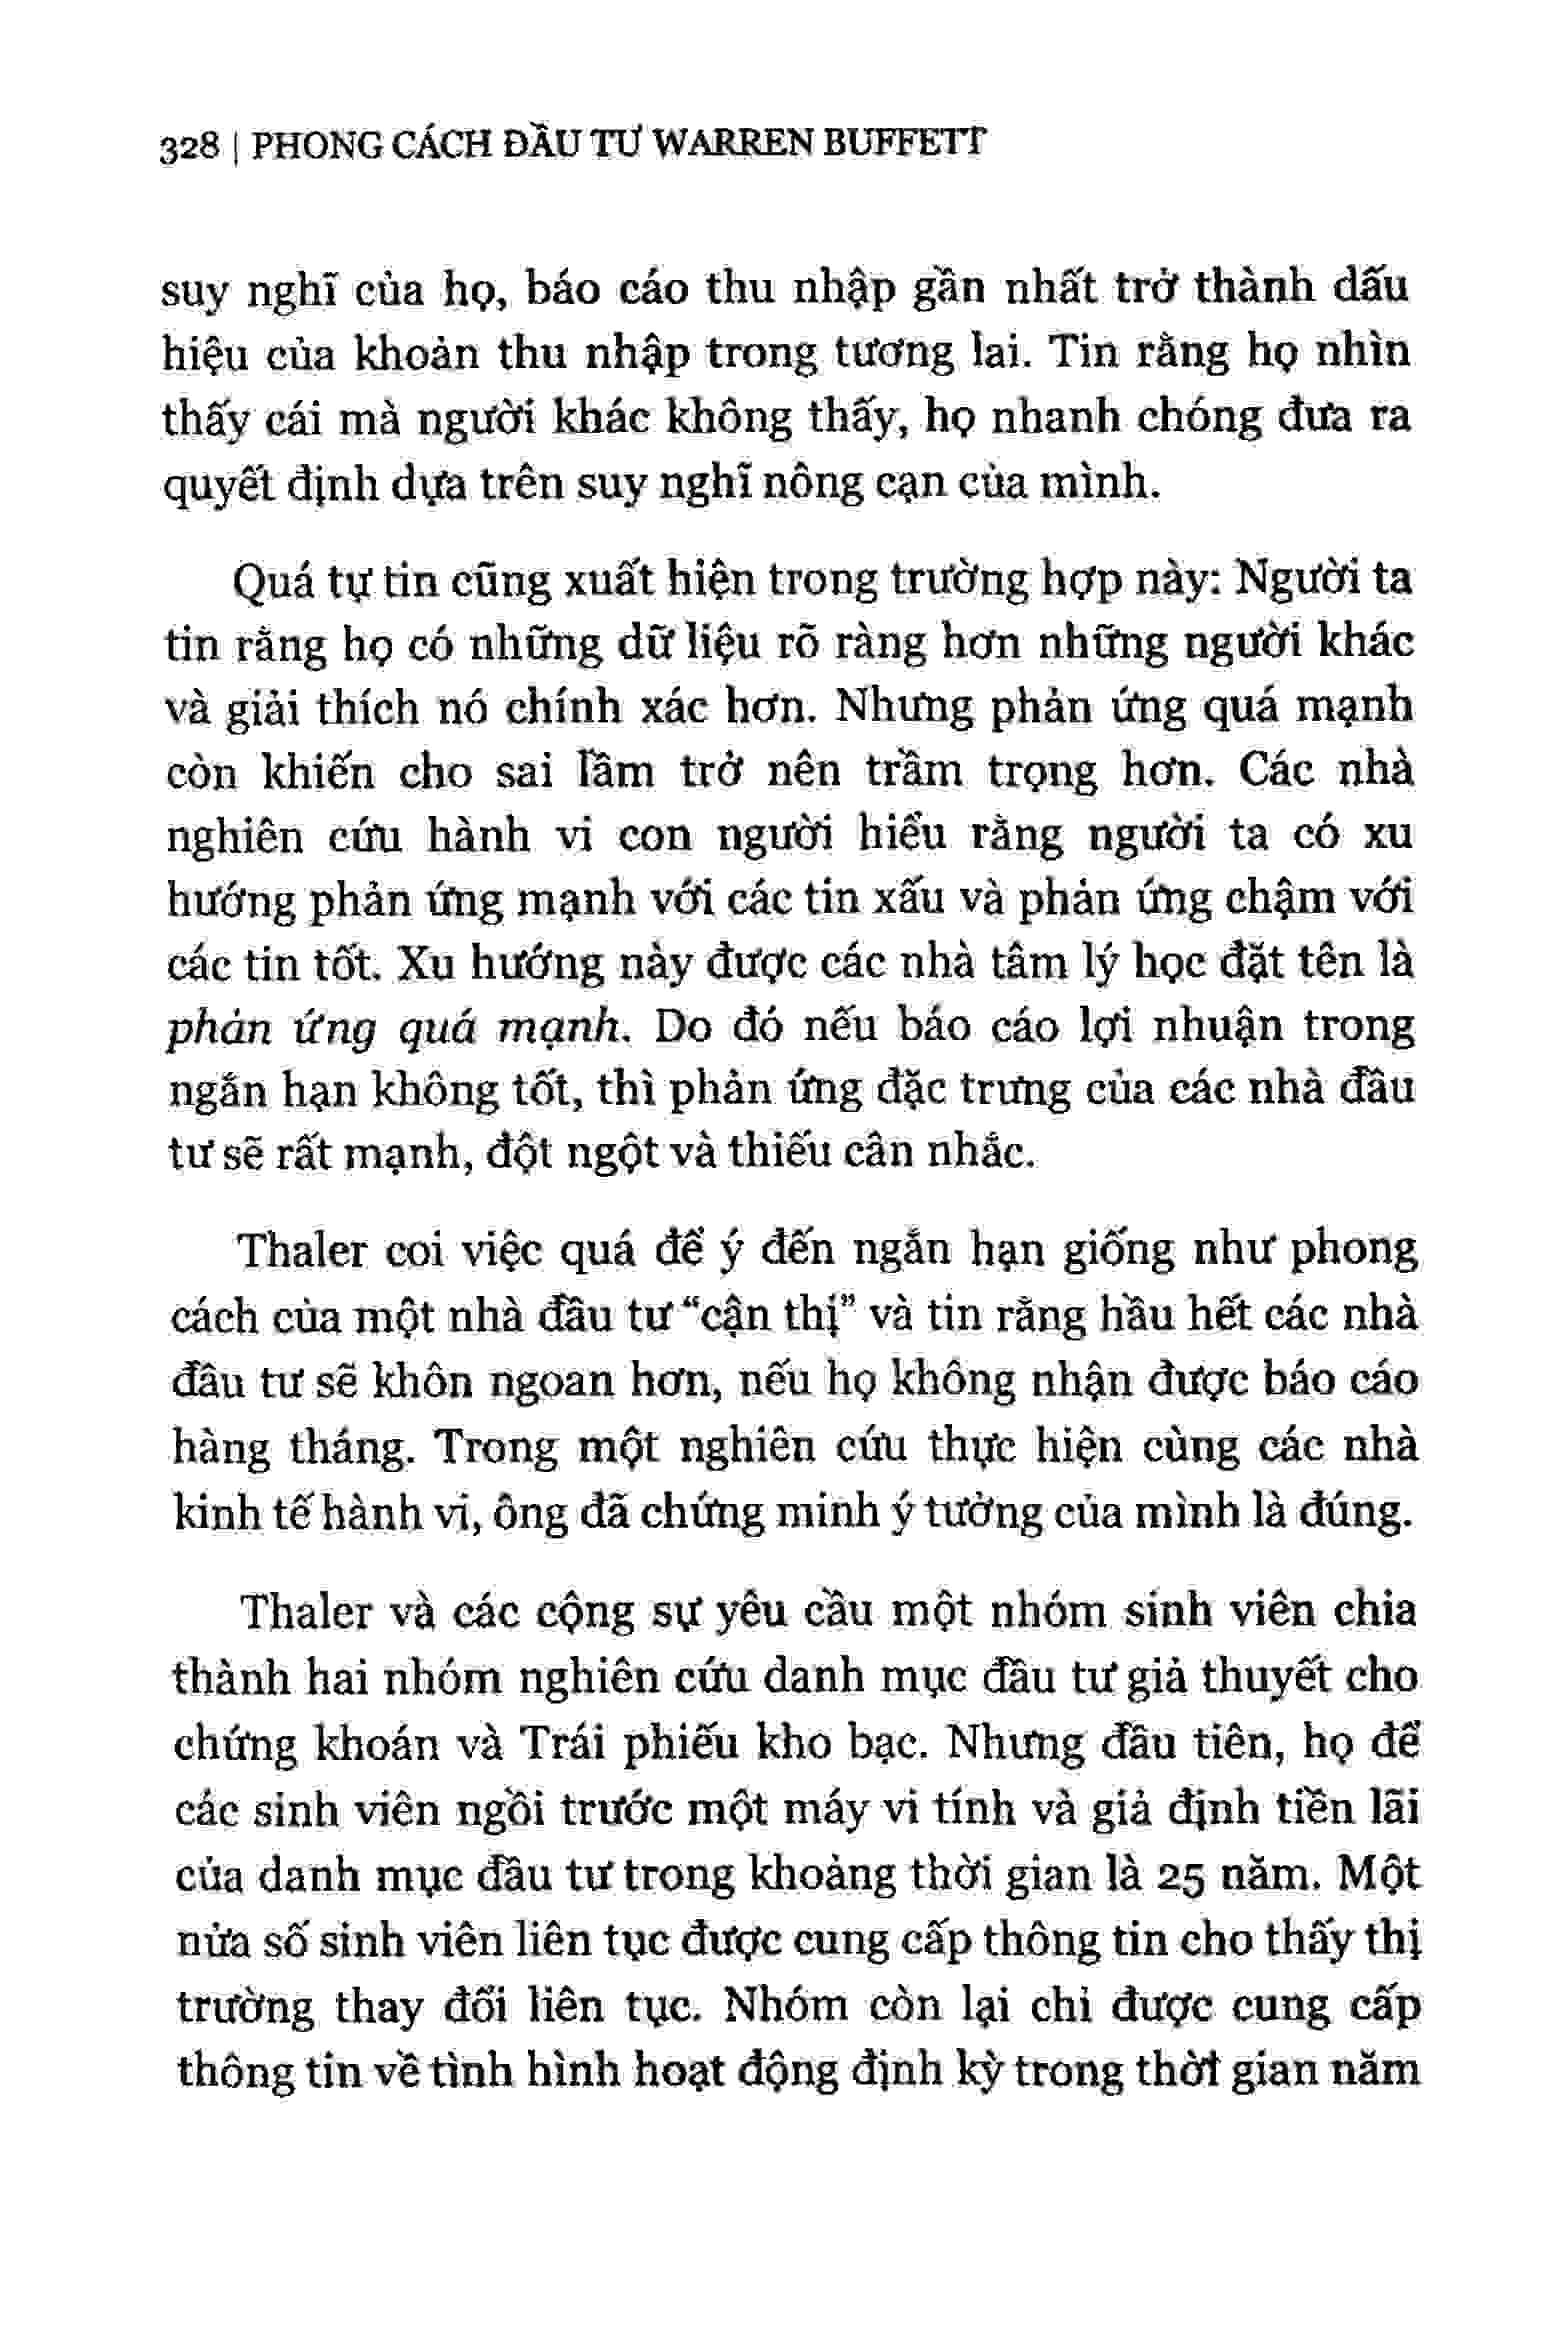 328 | PHONG CÁCH ĐẦU TƯ WARREN BUFFETT
suy nghĩ của họ, báo cáo thu nhập gần nhất trở thành dấu
hiệu của khoản thu nhập trong tương lai. Tin rằng họ nhìn
thấy cái mà người khác không thấy, họ nhanh chóng đưa ra
quyết định dựa trên suy nghĩ nông cạn của mình.
Quá tự tin cũng xuất hiện trong trường hợp này: Người ta
tin rằng họ có những dữ liệu rõ ràng hơn những người khác
và giải thích nó chính xác hơn. Nhưng phản ứng quá mạnh
còn khiến cho sai lầm trở nên trầm trọng hơn. Các nhà
nghiên cứu hành vi con người hiểu rằng người ta có xu
hướng phản ứng mạnh với các tin xấu và phản ứng chậm với
các tin tốt. Xu hướng này được các nhà tâm lý học đặt tên là
phản ứng quá mạnh. Do đó nếu báo cáo lợi nhuận trong
ngắn hạn không tốt, thì phản ứng đặc trưng của các nhà đầu
tư sẽ rất mạnh, đột ngột và thiếu cân nhắc.
Thaler coi việc quá để ý đến ngắn hạn giống như phong
cách của một nhà đầu tư “cận thị” và tin rằng hầu hết các nhà
đầu tư sẽ khôn ngoan hơn, nếu họ không nhận được báo cáo
hàng tháng. Trong một nghiên cứu thực hiện cùng các nhà
kinh tế hành vi, ông đã chứng minh ý tưởng của mình là đúng.
Thaler và các cộng sự yêu cầu một nhóm sinh viên chia
thành hai nhóm nghiên cứu danh mục đầu tư giả thuyết cho
chứng khoán và Trái phiếu kho bạc. Nhưng đầu tiên, họ để
các sinh viên ngồi trước một máy vi tính và giả định tiền lãi
của danh mục đầu tư trong khoảng thời gian là 25 năm. Một
nửa số sinh viên liên tục được cung cấp thông tin cho thấy thị
trường thay đổi liên tục. Nhóm còn lại chỉ được cung cấp
thông tin về tình hình hoạt động định kỳ trong thời gian năm